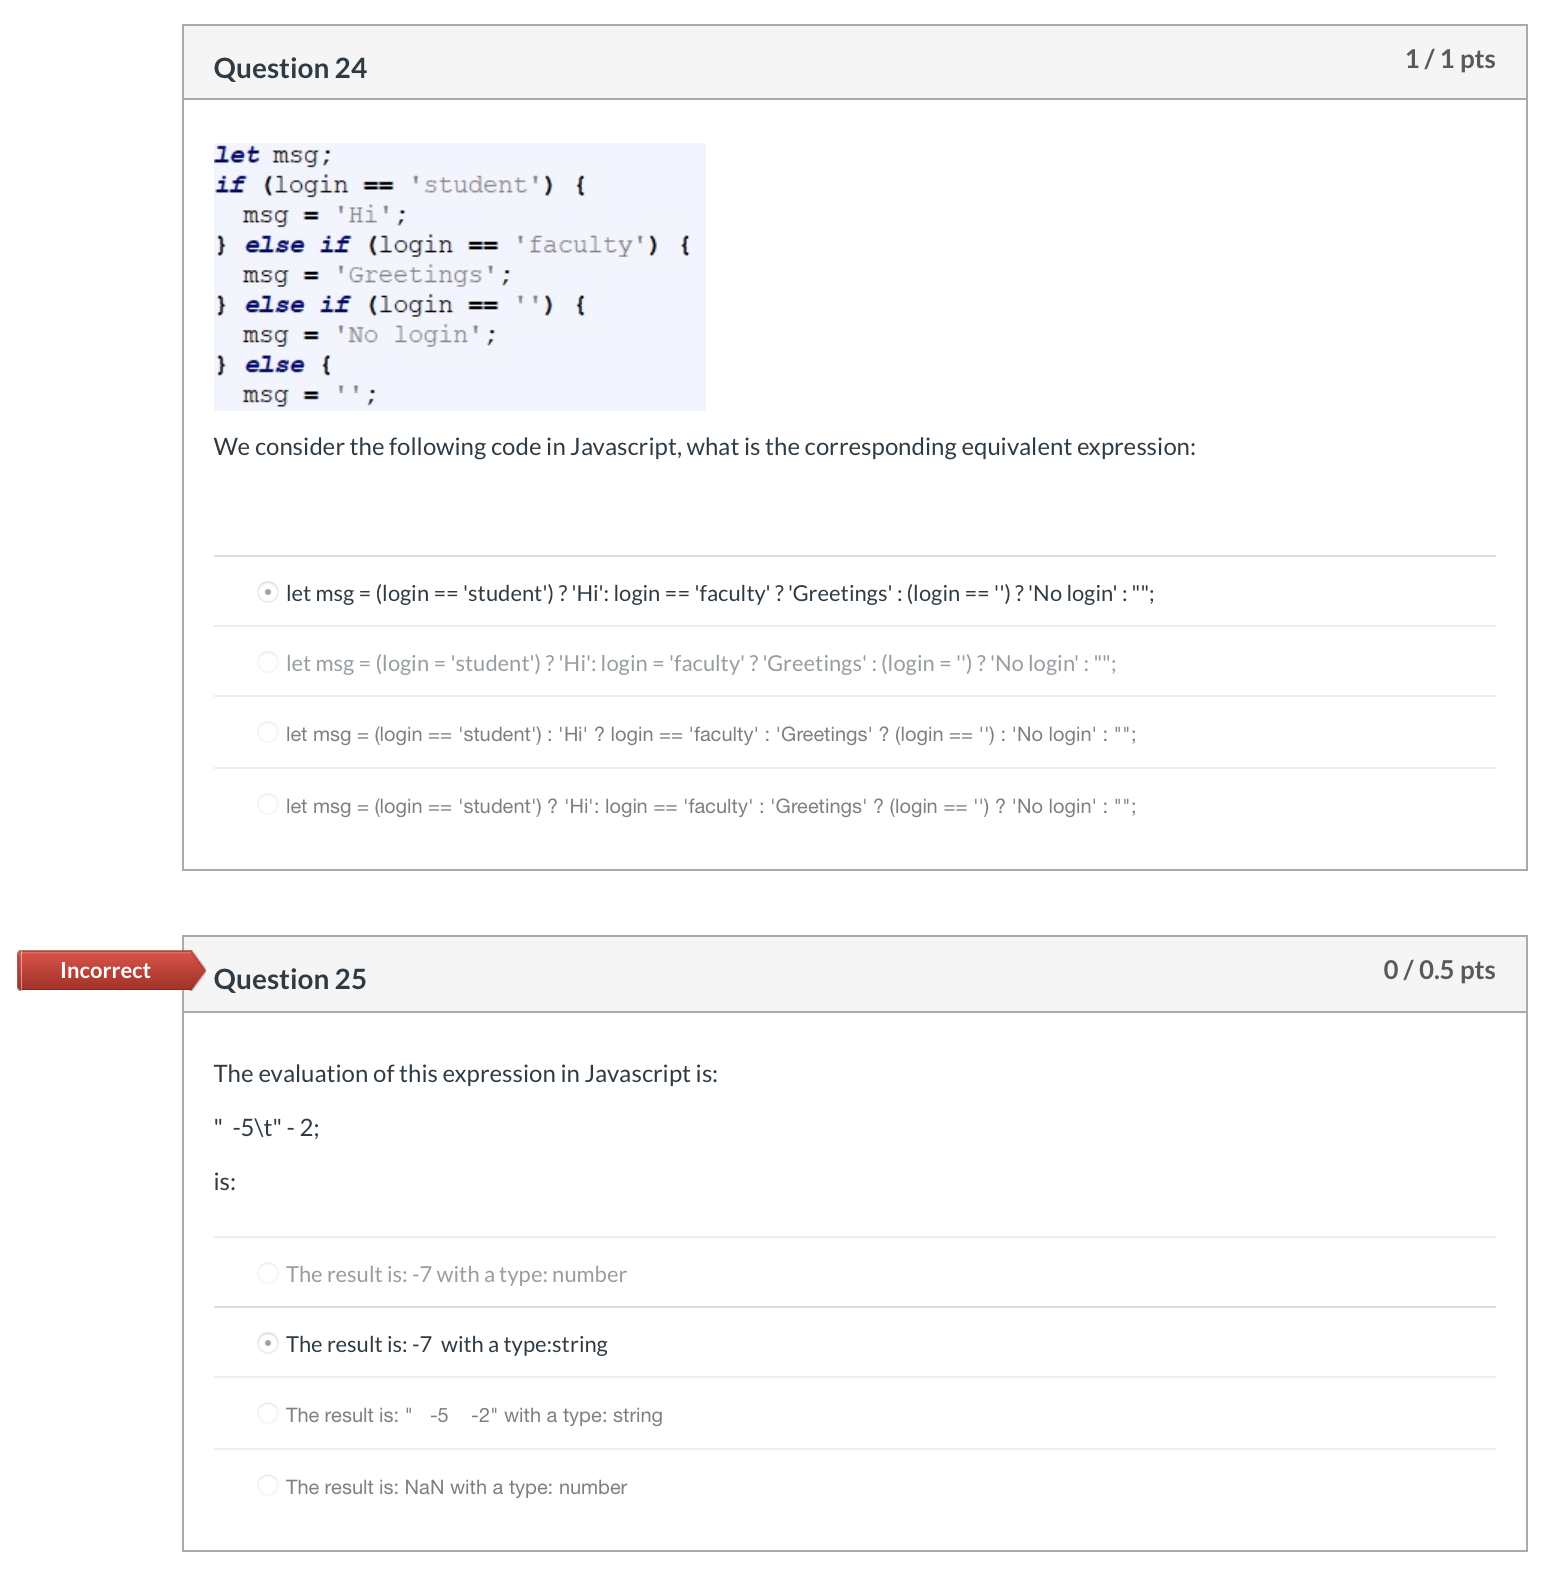 Question 24
1 / 1 pts
let msg;
if (login == 'student') {
msg = 'Hi';
} else if (login == 'faculty') {
msg = 'Greetings';
} else if (login == '') {
msg = 'No login';
} else {
msg = '';
We consider the following code in Javascript, what is the corresponding equivalent expression:
let msg = (login == 'student') ? 'Hi': login == 'faculty' ? 'Greetings' : (login == '') ? 'No login' : "";
let msg = (login = 'student') ? 'Hi': login = 'faculty' ? 'Greetings' : (login = '') ? 'No login' : "";
let msg = (login == 'student') : 'Hi' ? login == 'faculty' : 'Greetings' ? (login == '') : 'No login' : "";
let msg = (login == 'student') ? 'Hi': login == 'faculty' : 'Greetings' ? (login == '') ? 'No login' : "";
Incorrect
Question 25
0 / 0.5 pts
The evaluation of this expression in Javascript is:
"  -5\t" - 2;
is:
The result is: -7 with a type: number
The result is: -7  with a type:string
The result is: "   -5    -2" with a type: string
The result is: NaN with a type: number